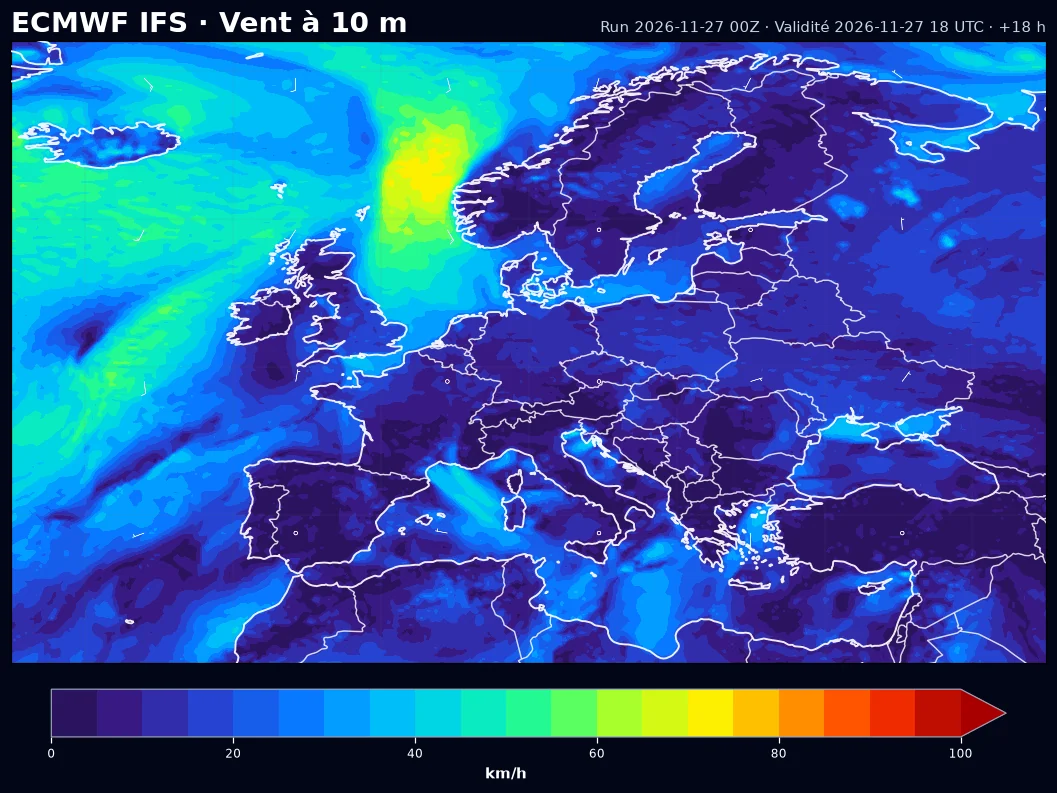 ECMWF IFS · Vent à 10 m
Run 2026-11-27 00Z · Validité 2026-11-27 18 UTC · +18 h
0 20 40 60 80 100
km/h